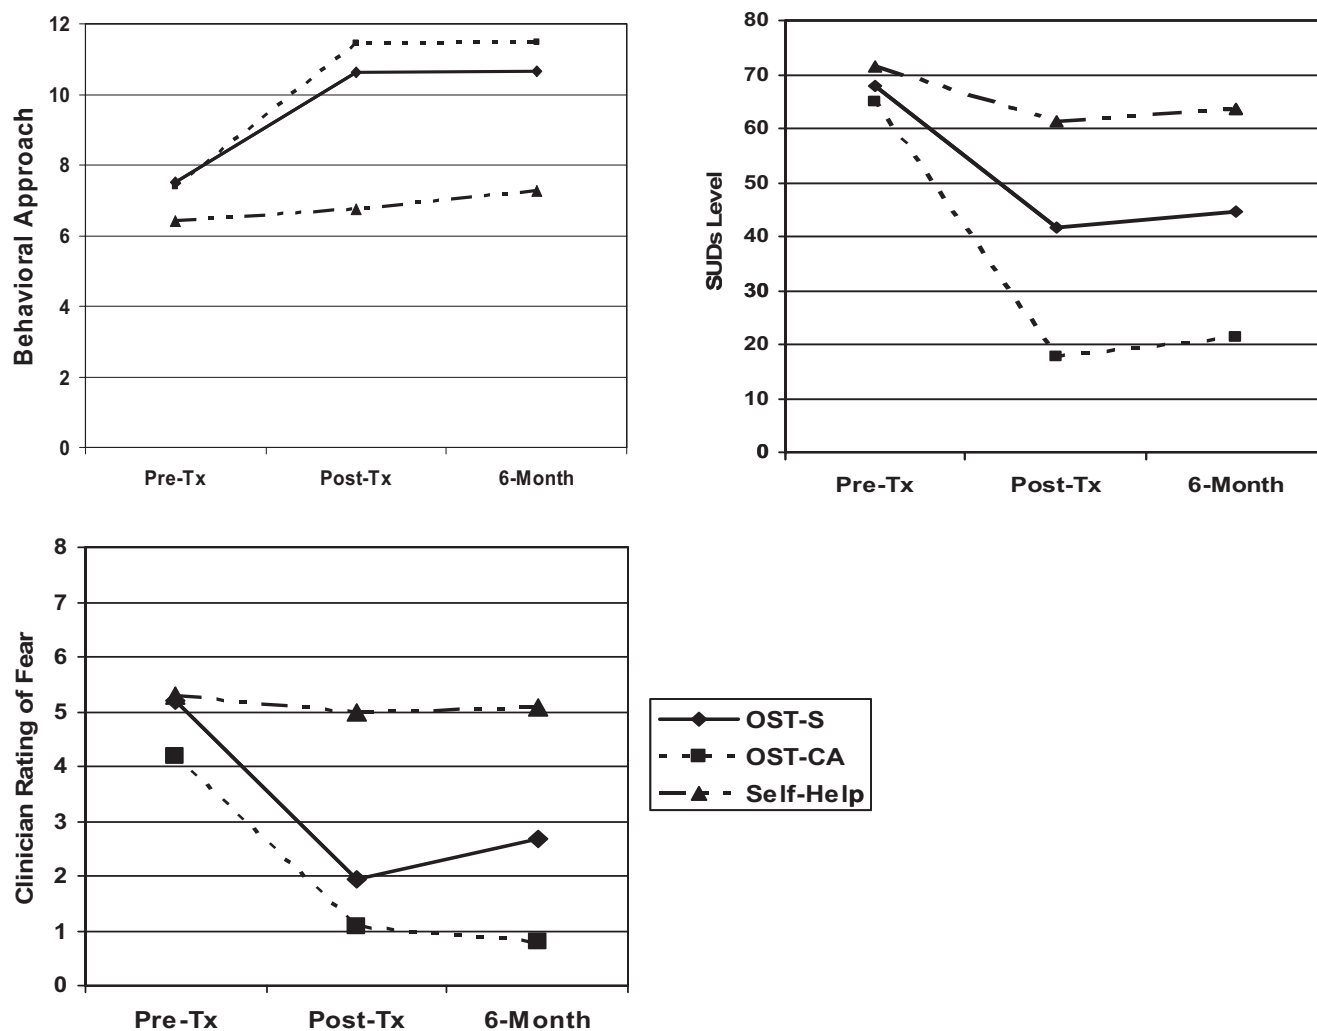 Behavioral Approach
12
10
8
6
4
2
0
Pre-Tx Post-Tx 6-Month
SUDs Level
80
70
60
50
40
30
20
10
0
Pre-Tx Post-Tx 6-Month
Clinician Rating of Fear
8
7
6
5
4
3
2
1
0
Pre-Tx Post-Tx 6-Month
OST-S
OST-CA
Self-Help